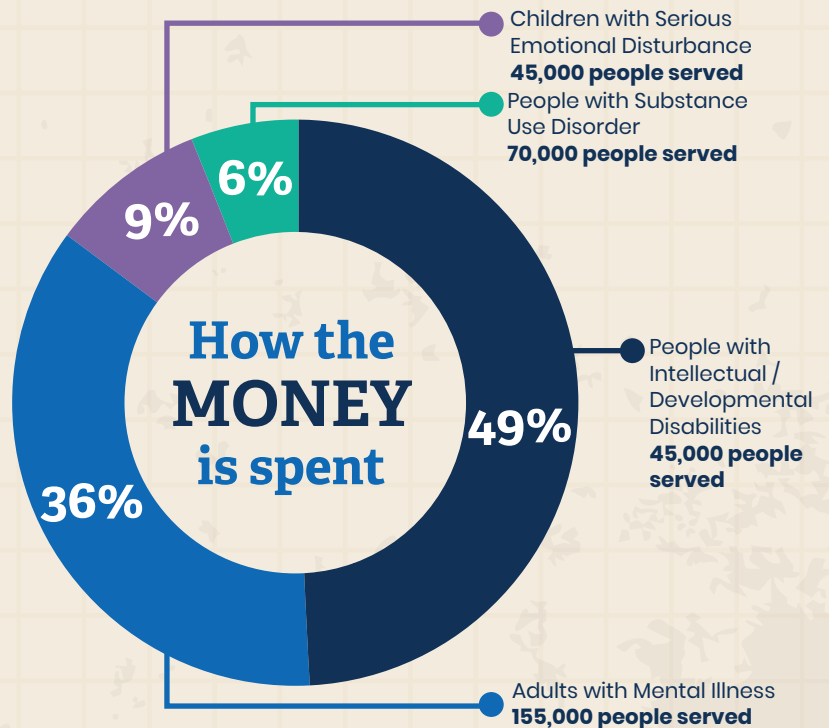 Children with Serious
Emotional Disturbance
45,000 people served
People with Substance
Use Disorder
70,000 people served
6%
9%
How the
MONEY
is spent
People with
Intellectual /
Developmental
Disabilities
45,000 people
served
49%
36%
Adults with Mental Illness
155,000 people served